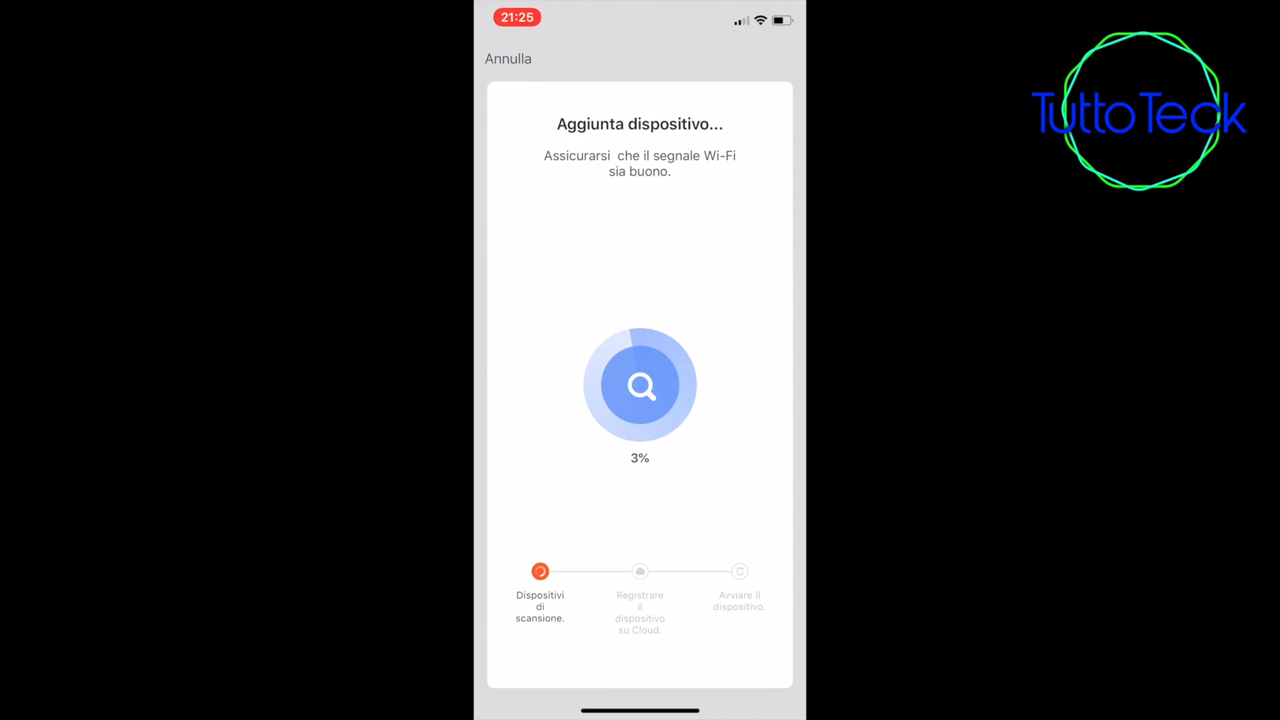 21:25
Annulla
TuttoTeck
Aggiunta dispositivo...
Assicurarsi che il segnale Wi-Fi
sia buono.
3%
Dispositivi
di
scansione.
Registrare
il
dispositivo
su Cloud.
Avviare il
dispositivo.